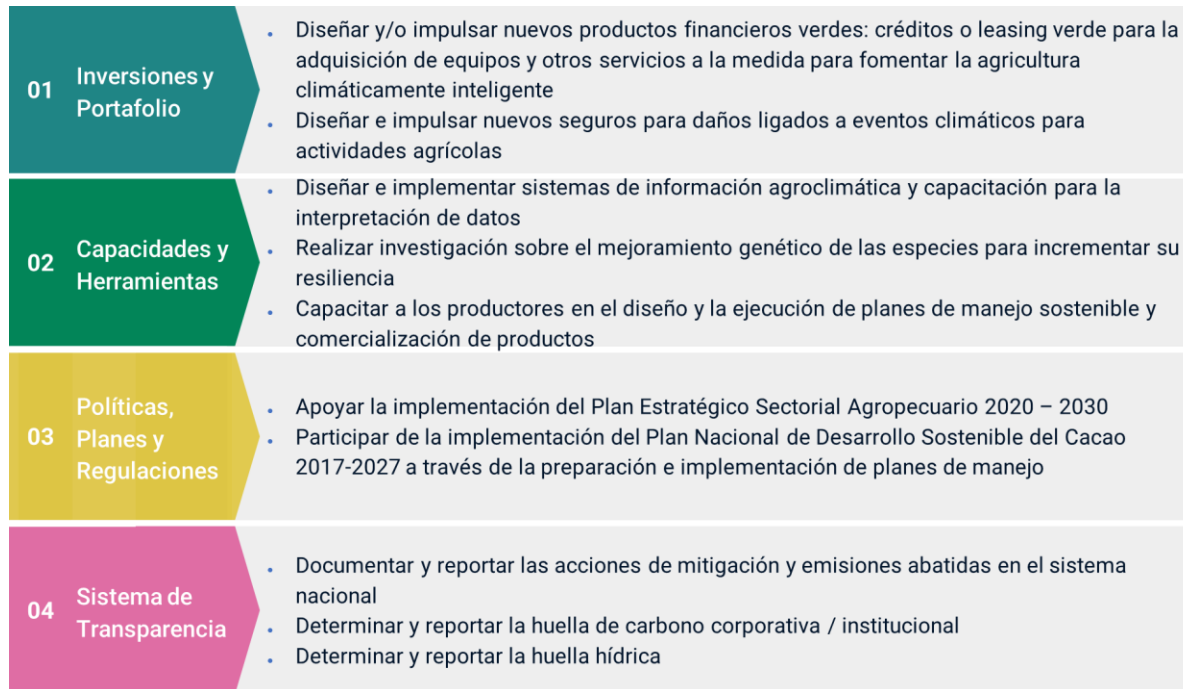 01
Inversiones y
Portafolio
• Diseñar y/o impulsar nuevos productos financieros verdes: créditos o leasing verde para la
adquisición de equipos y otros servicios a la medida para fomentar la agricultura
climáticamente inteligente
• Diseñar e impulsar nuevos seguros para daños ligados a eventos climáticos para
actividades agrícolas
02
Capacidades y
Herramientas
• Diseñar e implementar sistemas de información agroclimática y capacitación para la
interpretación de datos
• Realizar investigación sobre el mejoramiento genético de las especies para incrementar su
resiliencia
• Capacitar a los productores en el diseño y la ejecución de planes de manejo sostenible y
comercialización de productos
03
Políticas,
Planes y
Regulaciones
• Apoyar la implementación del Plan Estratégico Sectorial Agropecuario 2020 – 2030
• Participar de la implementación del Plan Nacional de Desarrollo Sostenible del Cacao
2017-2027 a través de la preparación e implementación de planes de manejo
04
Sistema de
Transparencia
• Documentar y reportar las acciones de mitigación y emisiones abatidas en el sistema
nacional
• Determinar y reportar la huella de carbono corporativa / institucional
• Determinar y reportar la huella hídrica